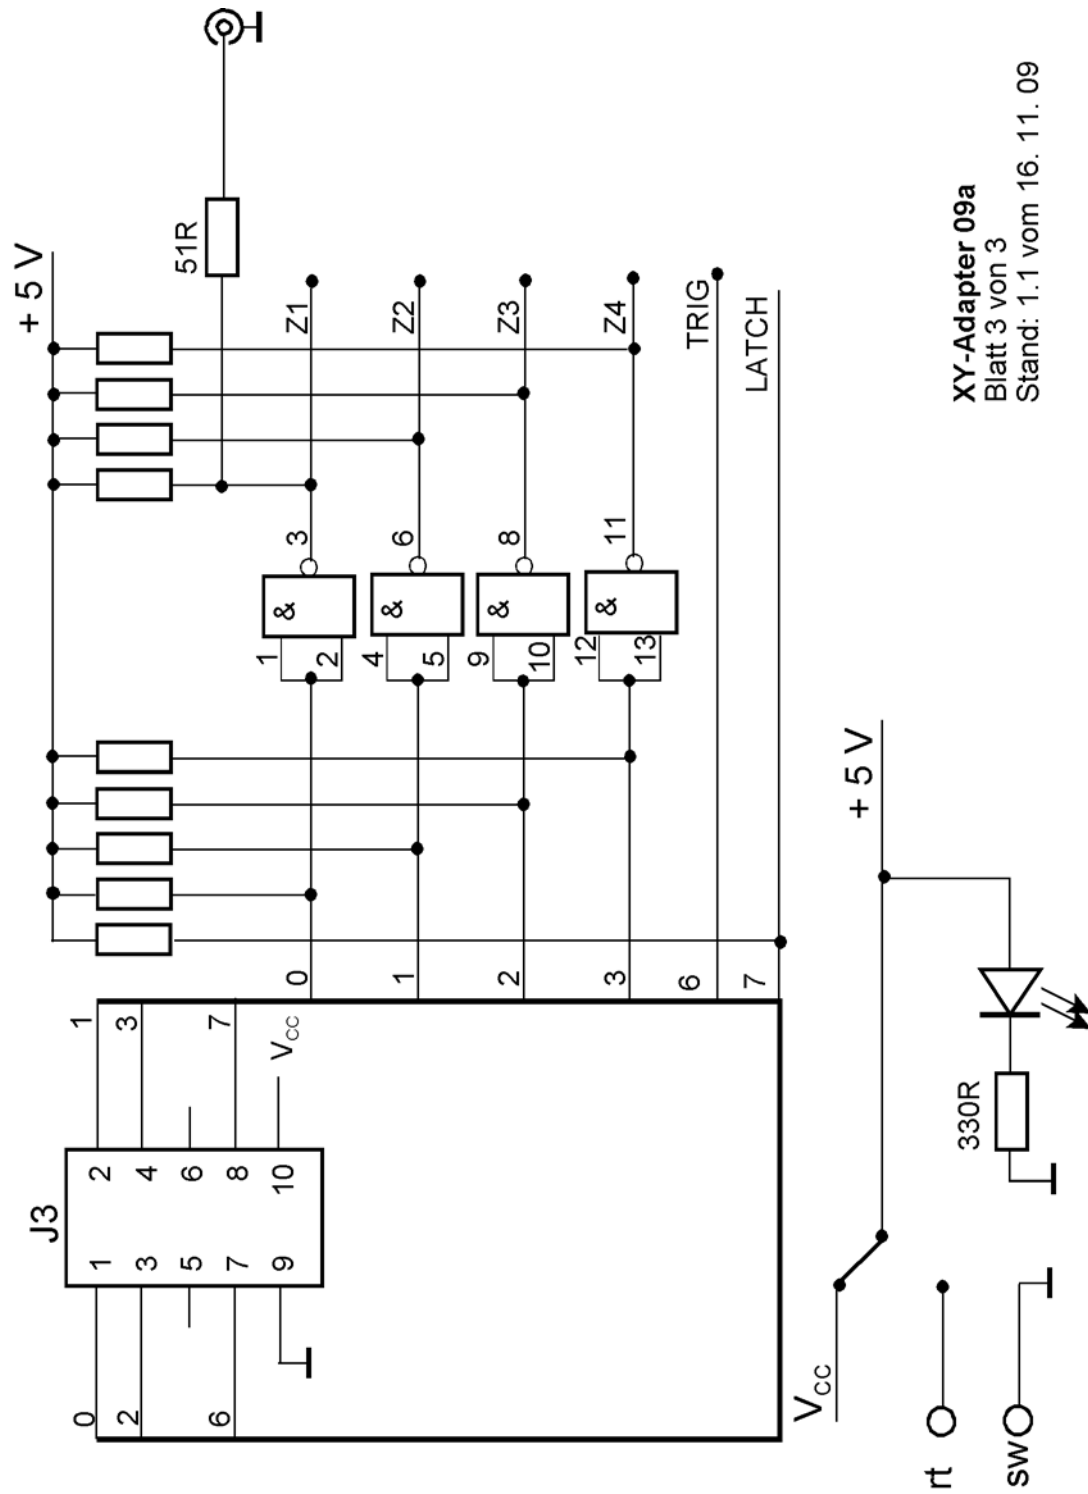 + 5 V
J3
0 1 2 1
2 3 4 3
5 6
6 7 8 7
51R
9 10 VCC
0 1 2 & 3 Z1
1 4 5 & 6 Z2
2 9 10 & 8 Z3
3 12 13 & 11 Z4
6 TRIG
7 LATCH
VCC
+ 5 V
rt
330R
sw
XY-Adapter 09a
Blatt 3 von 3
Stand: 1.1 vom 16. 11. 09